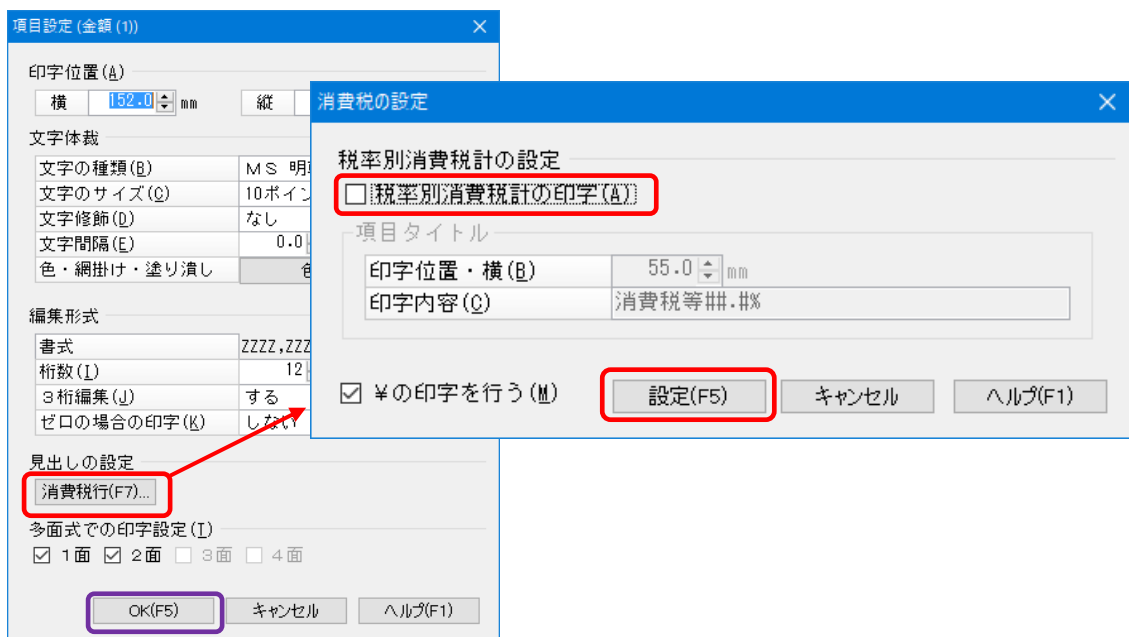 項目設定 (金額 (1))
印字位置(A)
横 152.0 mm 縦
文字体裁
文字の種類(B) ＭＳ 明
文字のサイズ(C) 10ポイン
文字修飾(D) なし
文字間隔(E) 0.0
色・網掛け・塗り潰し 色
編集形式
書式 ZZZZ,ZZZ
桁数(I) 12
３桁編集(J) する
ゼロの場合の印字(K) しない
見出しの設定
消費税行(F7)...
多面式での印字設定(T)
１面 ２面 ３面 ４面
OK(F5) キャンセル ヘルプ(F1)
消費税の設定
税率別消費税計の設定
税率別消費税計の印字(A)
項目タイトル
印字位置・横(B) 55.0 mm
印字内容(C) 消費税等##.#%
￥の印字を行う(M) 設定(F5) キャンセル ヘルプ(F1)